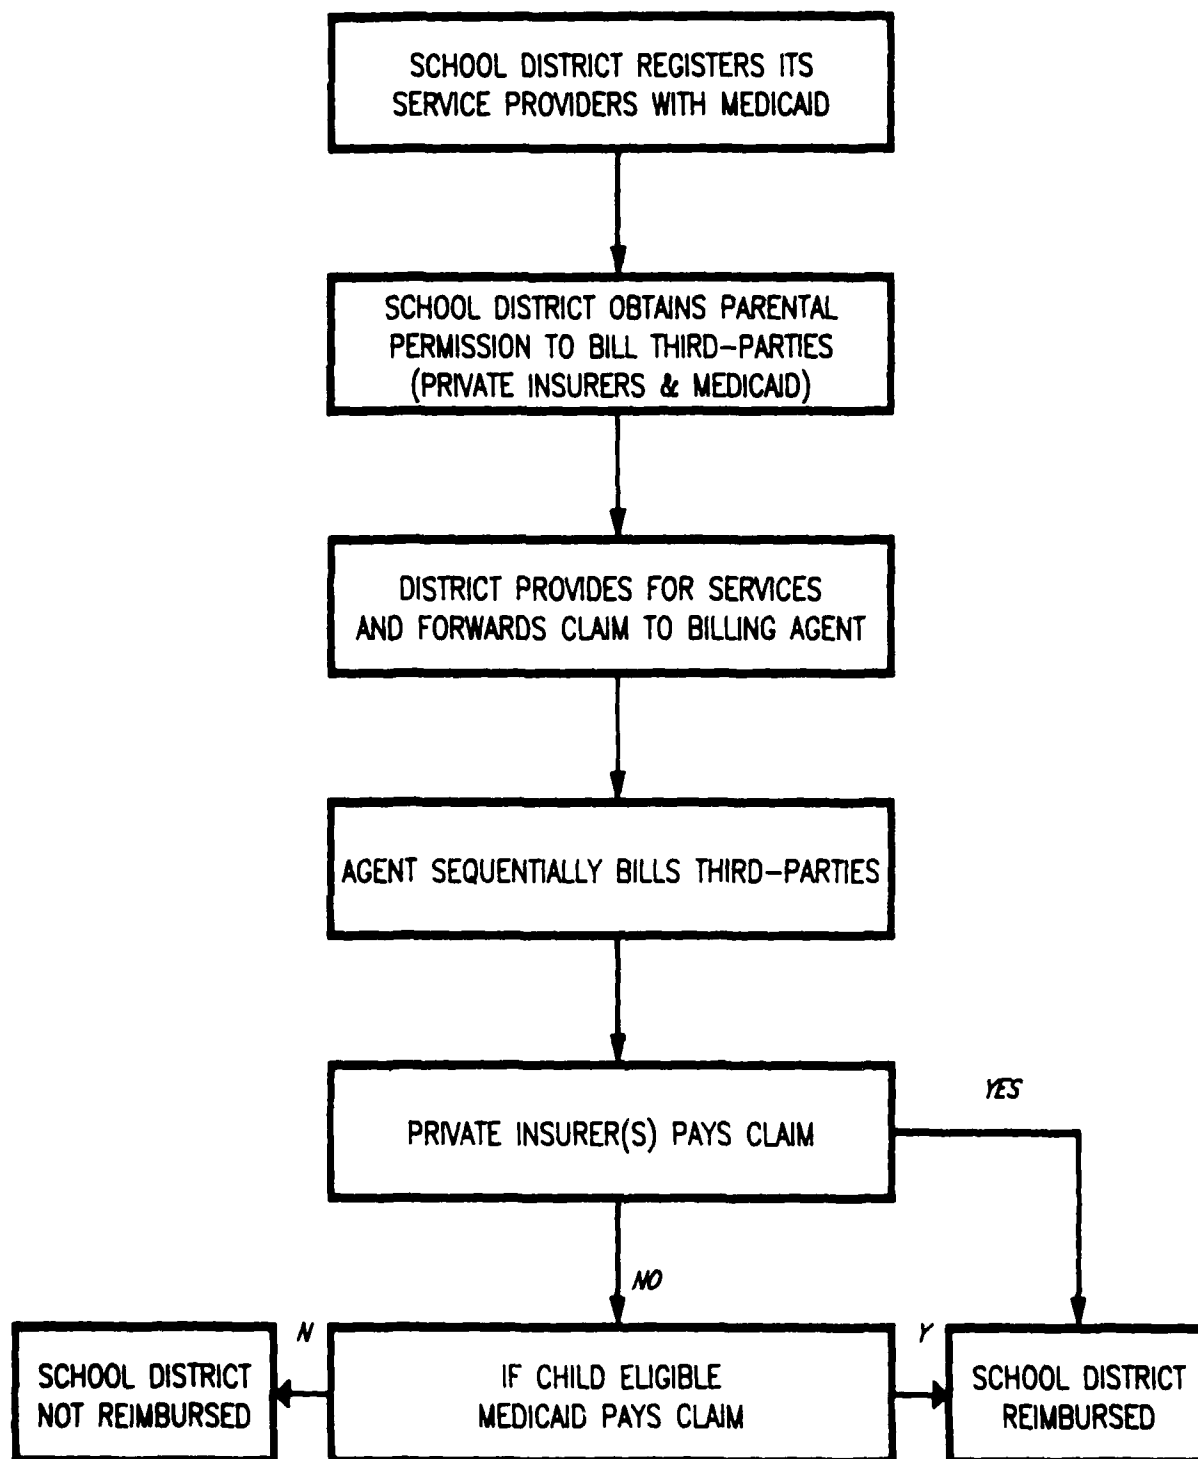 SCHOOL DISTRICT REGISTERS ITS
SERVICE PROVIDERS WITH MEDICAID
SCHOOL DISTRICT OBTAINS PARENTAL
PERMISSION TO BILL THIRD-PARTIES
(PRIVATE INSURERS & MEDICAID)
DISTRICT PROVIDES FOR SERVICES
AND FORWARDS CLAIM TO BILLING AGENT
AGENT SEQUENTIALLY BILLS THIRD-PARTIES
PRIVATE INSURER(S) PAYS CLAIM
YES
NO
SCHOOL DISTRICT
NOT REIMBURSED
N
IF CHILD ELIGIBLE
MEDICAID PAYS CLAIM
Y
SCHOOL DISTRICT
REIMBURSED